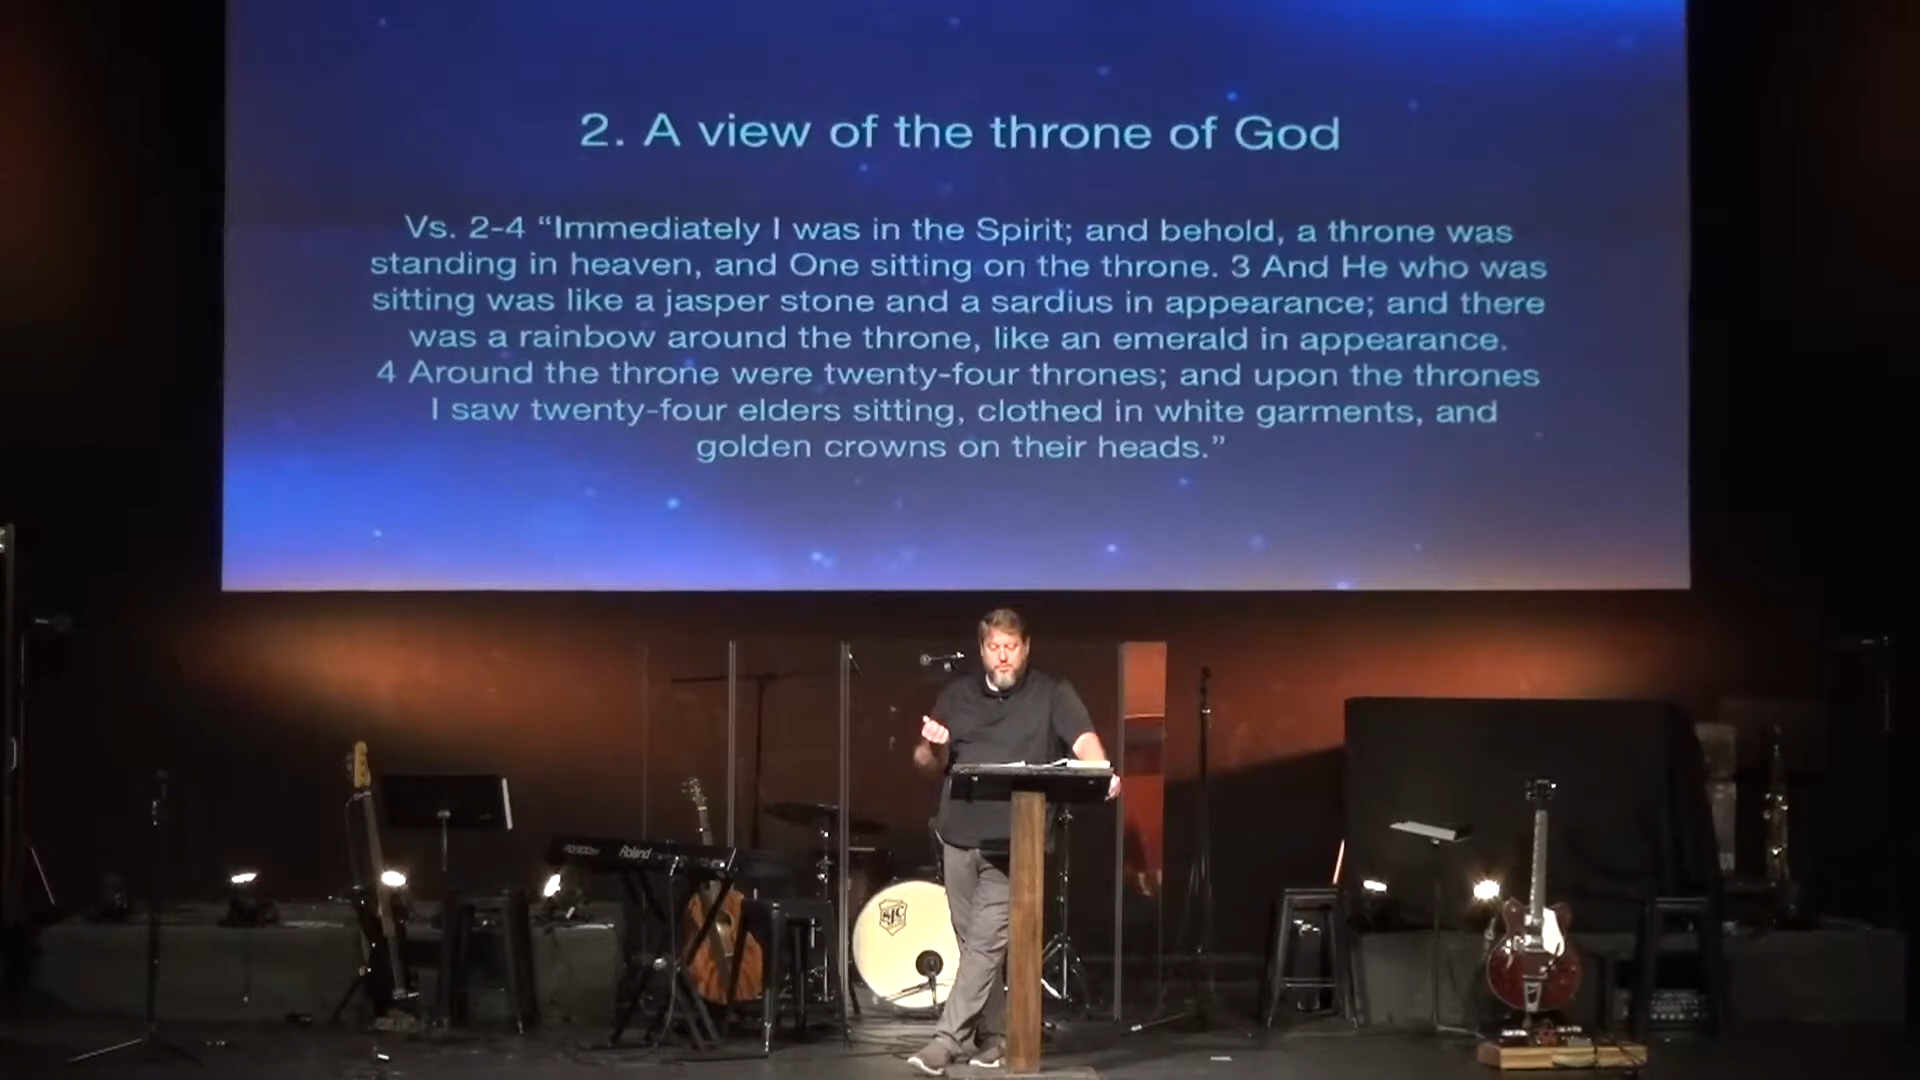 2. A view of the throne of God
Vs. 2-4 “Immediately I was in the Spirit; and behold, a throne was
standing in heaven, and One sitting on the throne. 3 And He who was
sitting was like a jasper stone and a sardius in appearance; and there
was a rainbow around the throne, like an emerald in appearance.
4 Around the throne were twenty-four thrones; and upon the thrones
I saw twenty-four elders sitting, clothed in white garments, and
golden crowns on their heads.”
Roland
SJC